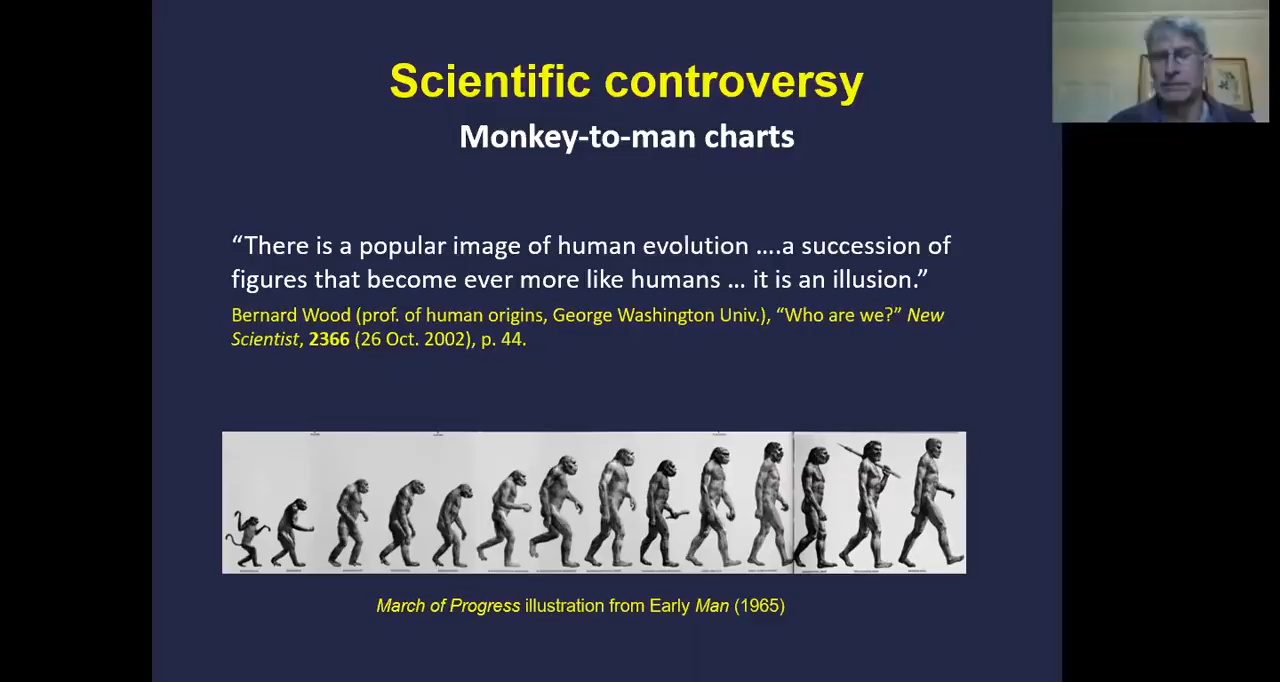 Scientific controversy
Monkey-to-man charts
“There is a popular image of human evolution ….a succession of
figures that become ever more like humans … it is an illusion.”
Bernard Wood (prof. of human origins, George Washington Univ.), “Who are we?” New
Scientist, 2366 (26 Oct. 2002), p. 44.
March of Progress illustration from Early Man (1965)